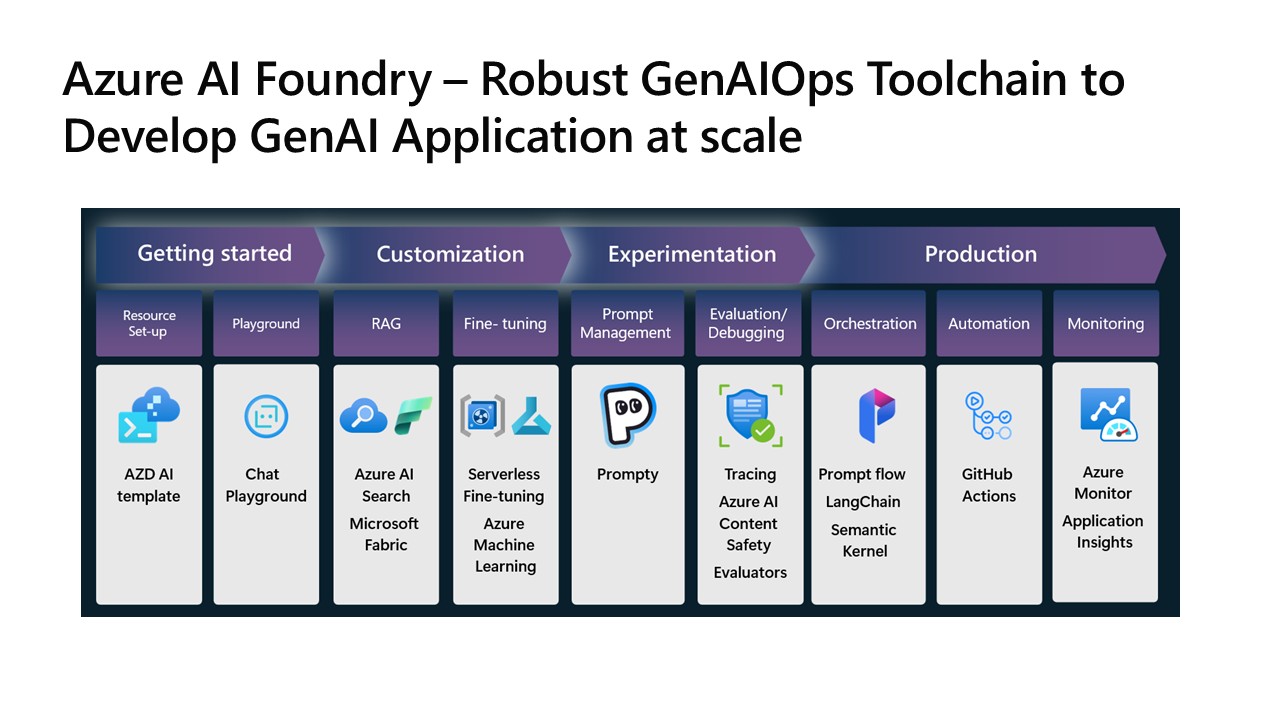 Azure AI Foundry – Robust GenAIOps Toolchain to
Develop GenAI Application at scale
Getting started
Customization
Experimentation
Production
Resource
Set-up
Playground
RAG
Fine- tuning
Prompt
Management
Evaluation/
Debugging
Orchestration
Automation
Monitoring
AZD AI
template
Chat
Playground
Azure AI
Search
Microsoft
Fabric
Serverless
Fine-tuning
Azure
Machine
Learning
Prompty
Tracing
Azure AI
Content
Safety
Evaluators
Prompt flow
LangChain
Semantic
Kernel
GitHub
Actions
Azure
Monitor
Application
Insights